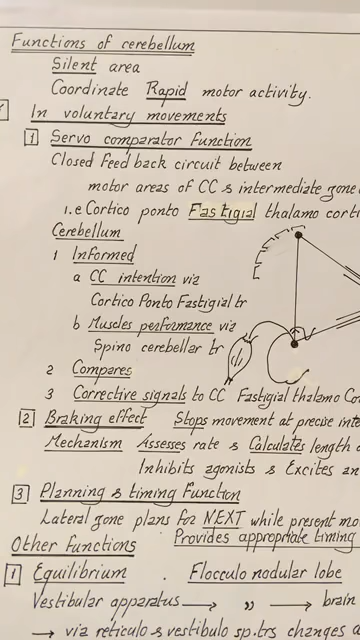 Functions of cerebellum
Silent area
Coordinate Rapid motor activity.
In voluntary movements
1 Servo comparator function
Closed feed back circuit between
motor areas of CC & intermediate zone
i.e Cortico ponto Fastigial thalamo corti
Cerebellum
1 Informed
a CC intention via
Cortico Ponto Fastigial tr
b Muscles performance via
Spino cerebellar tr
2 Compares
3 Corrective signals to CC Fastigial thalamo Co
2 Braking effect Stops movement at precise inte
Mechanism Assesses rate & Calculates length
Inhibits agonists & Excites an
3 Planning & timing Function
Lateral zone plans for NEXT while present mo
Provides appropriate timing
Other functions
1 Equilibrium . Flocculo nodular lobe
Vestibular apparatus → " → brain
→ via reticulo & vestibulo sp.trs changes